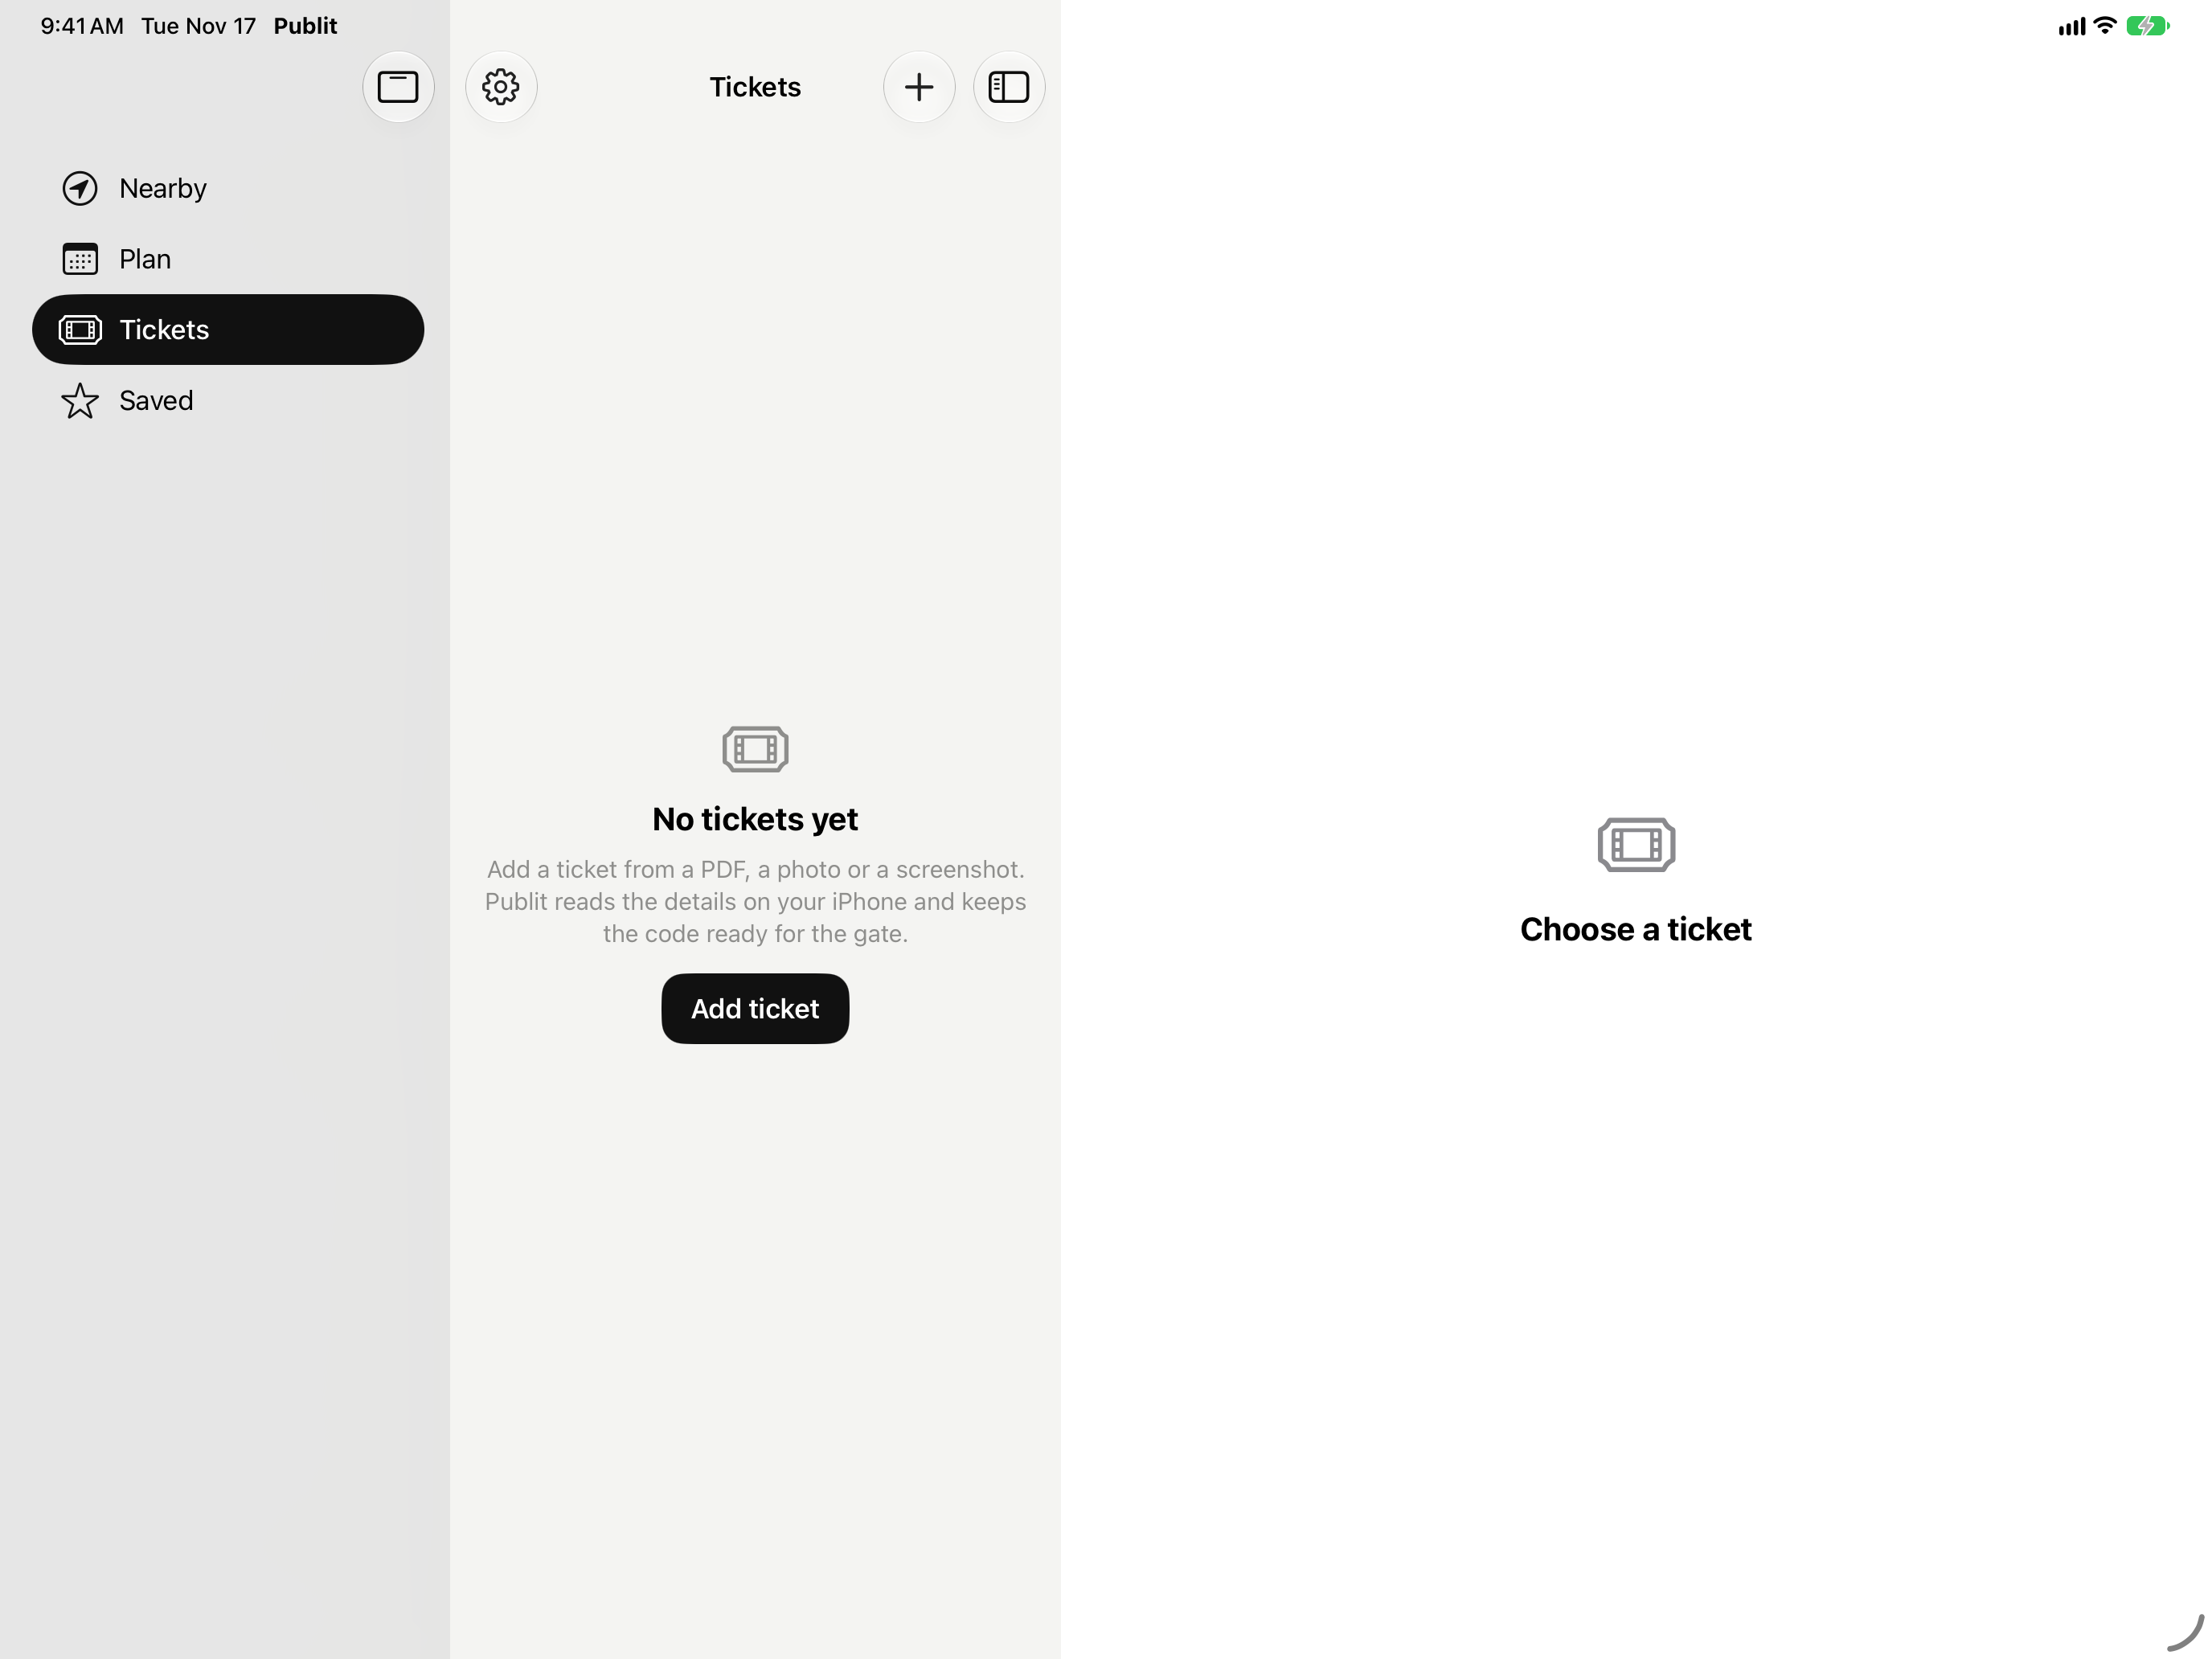 9:41 AM Tue Nov 17 Publit
Tickets
Nearby
Plan
Tickets
Saved
No tickets yet
Add a ticket from a PDF, a photo or a screenshot.
Publit reads the details on your iPhone and keeps
the code ready for the gate.
Add ticket
Choose a ticket